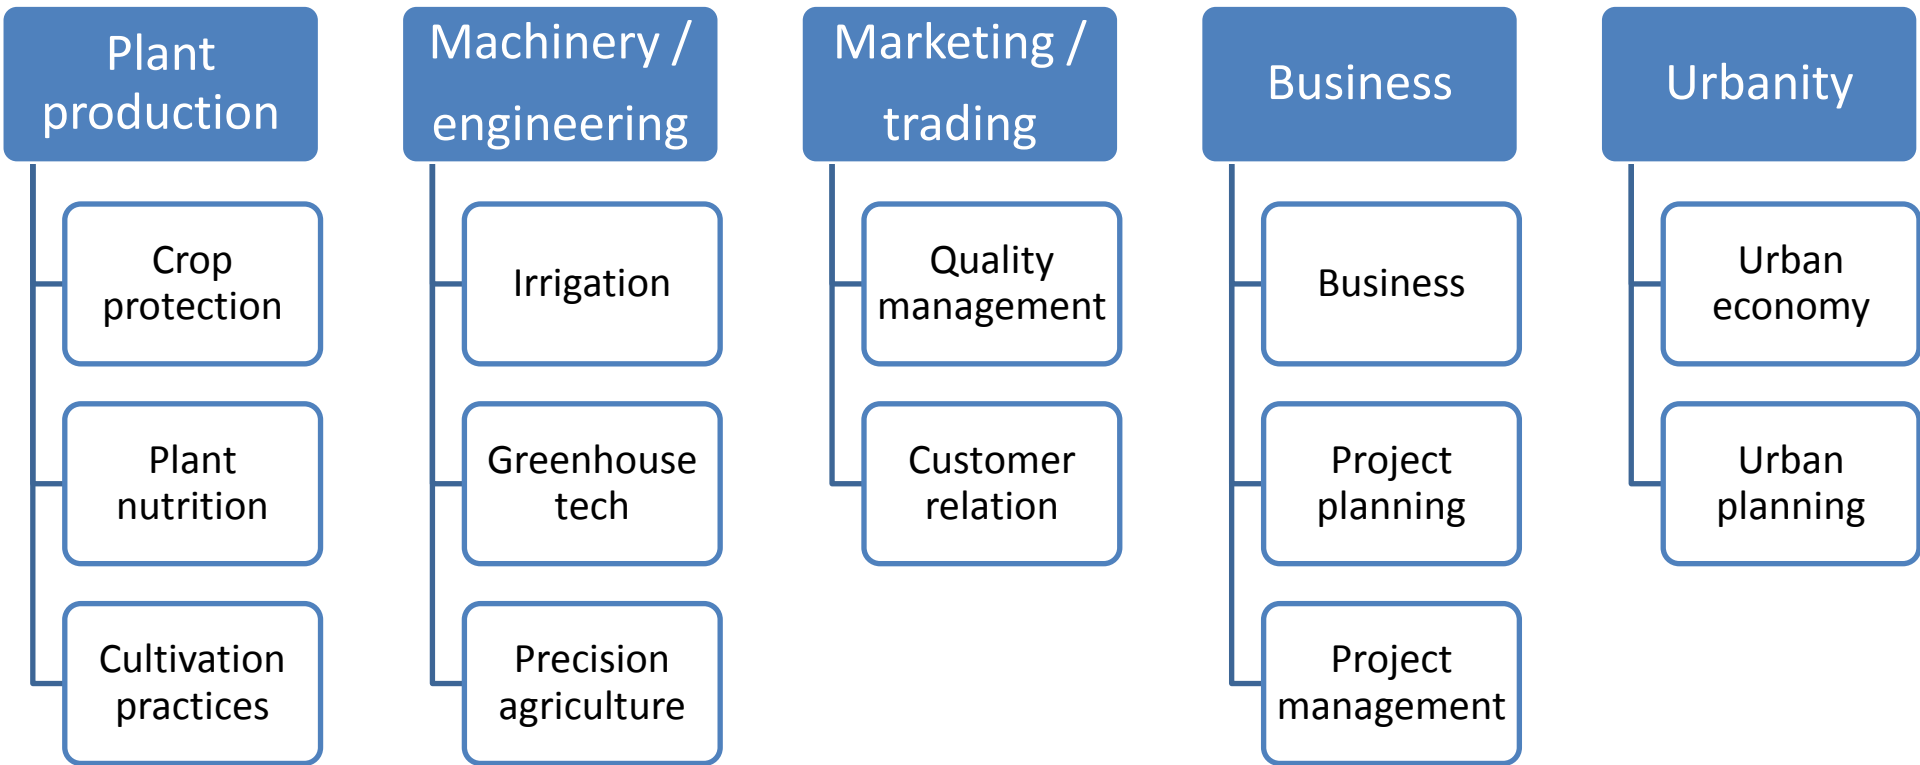 Plant
production
Crop
protection
Plant
nutrition
Cultivation
practices
Machinery /
engineering
Irrigation
Greenhouse
tech
Precision
agriculture
Marketing /
trading
Quality
management
Customer
relation
Business
Business
Project
planning
Project
management
Urbanity
Urban
economy
Urban
planning